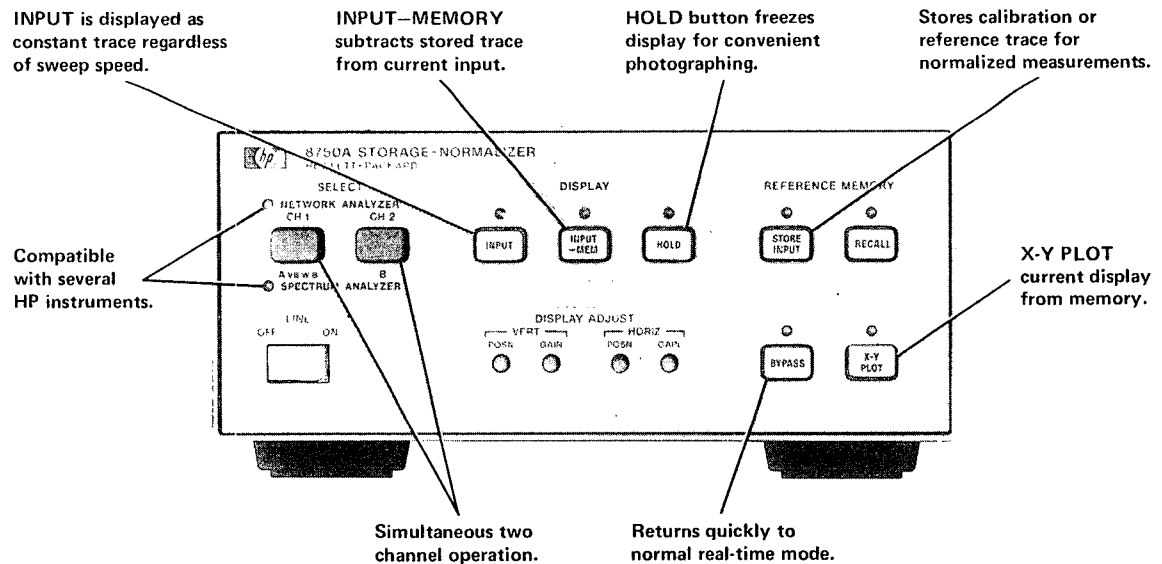 INPUT is displayed as
constant trace regardless
of sweep speed.
INPUT–MEMORY
subtracts stored trace
from current input.
HOLD button freezes
display for convenient
photographing.
Stores calibration or
reference trace for
normalized measurements.
hp
8750A STORAGE-NORMALIZER
HEWLETT-PACKARD
SELECT
DISPLAY
REFERENCE MEMORY
NETWORK ANALYZER
CH 1
CH 2
INPUT
INPUT
–MEM
HOLD
STORE
INPUT
RECALL
Compatible
with several
HP instruments.
A VS W B
B
SPECTRUM ANALYZER
X-Y PLOT
current display
from memory.
LINE
OFF
ON
DISPLAY ADJUST
VERT
HORIZ
POSN
GAIN
POSN
GAIN
BYPASS
X-Y
PLOT
Simultaneous two
channel operation.
Returns quickly to
normal real-time mode.